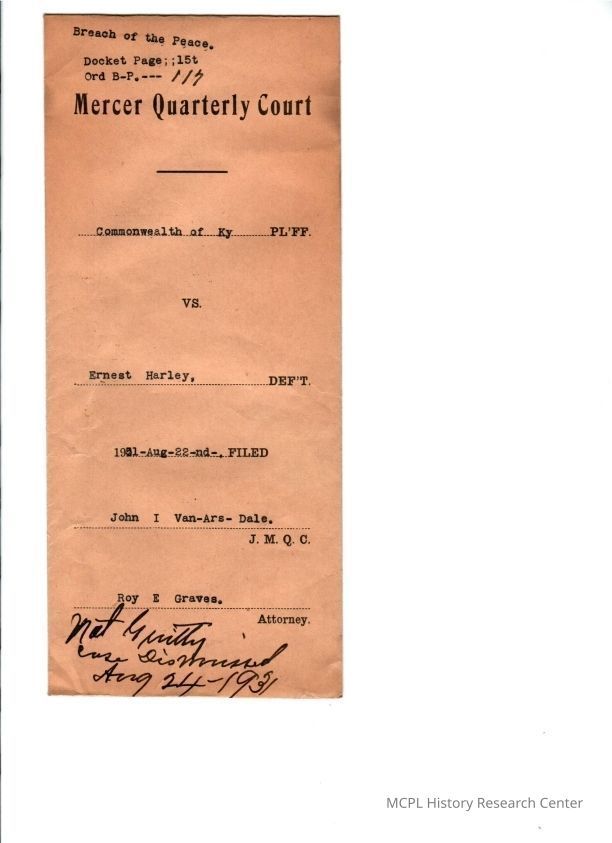 Breach of the Peace.
Docket Page;;15t
Ord B-P.--- 117
Mercer Quarterly Court
Commonwealth of Ky PL'FF.
VS.
Ernest Harley, DEF'T.
1931-Aug-22-nd-. FILED
John I Van-Ars- Dale.
J. M. Q. C.
Roy E Graves.
Attorney.
Not Guilty
case Dismissed
Aug 24-1931
MCPL History Research Center